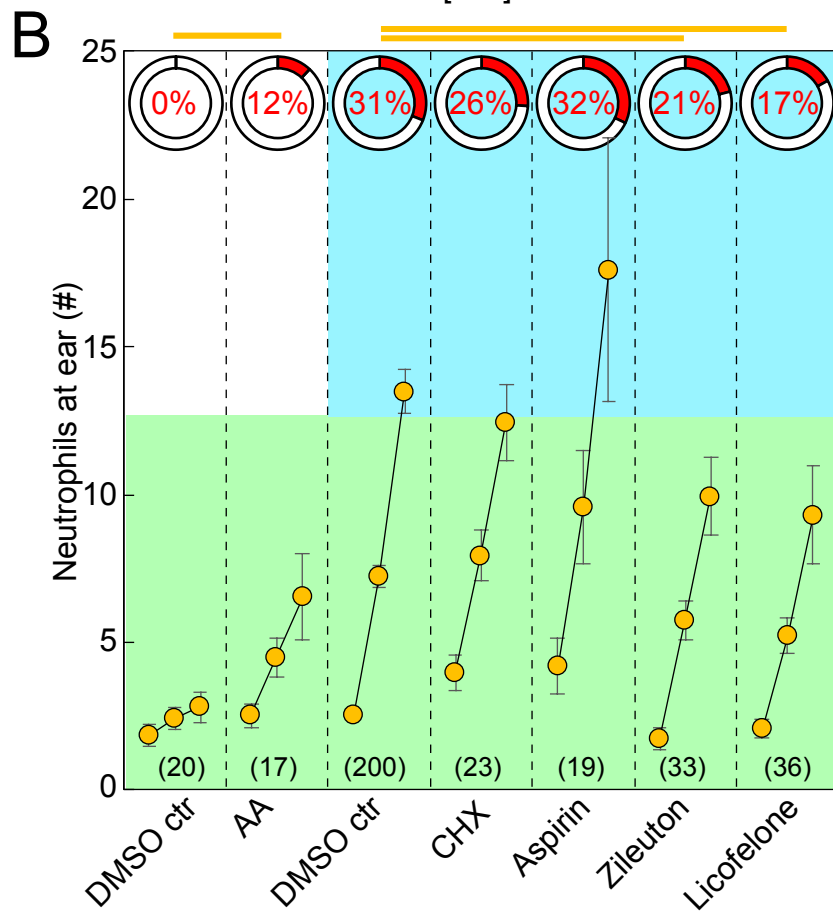 B
25
0%
12%
31%
26%
32%
21%
17%
20
15
10
5
0
Neutrophils at ear (#)
(20)
(17)
(200)
(23)
(19)
(33)
(36)
DMSO ctr
AA
DMSO ctr
CHX
Aspirin
Zileuton
Licofelone